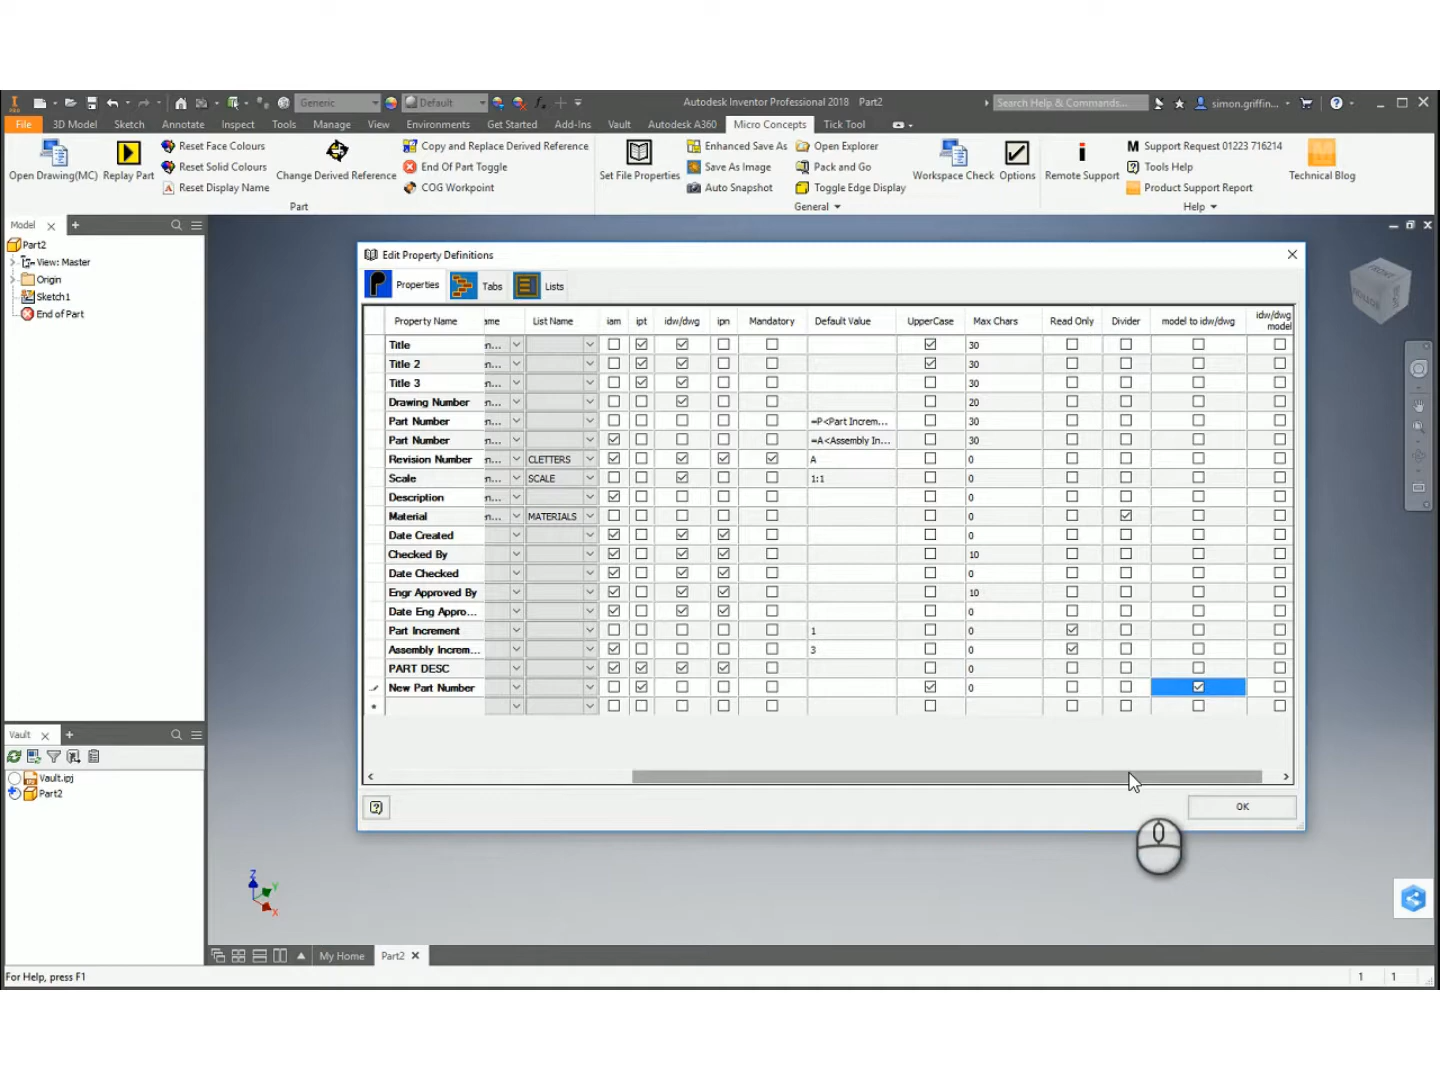 Generic
Default
Autodesk Inventor Professional 2018 Part2
Search Help & Commands...
simon.griffin...
File 3D Model Sketch Annotate Inspect Tools Manage View Environments Get Started Add-Ins Vault Autodesk A360 Micro Concepts Tick Tool
Open Drawing(MC)
Replay Part
Reset Face Colours
Reset Solid Colours
Reset Display Name
Change Derived Reference
Copy and Replace Derived Reference
End Of Part Toggle
COG Workpoint
Part
Set File Properties
Enhanced Save As
Save As Image
Auto Snapshot
Open Explorer
Pack and Go
Toggle Edge Display
General
Workspace Check
Options
Remote Support
Support Request 01223 716214
Tools Help
Product Support Report
Help
Technical Blog
Model
Part2
View: Master
Origin
Sketch1
End of Part
Vault
Vault.ipj
Part2
Edit Property Definitions
Properties Tabs Lists
Property Name ame List Name iam ipt idw/dwg ipn Mandatory Default Value UpperCase Max Chars Read Only Divider model to idw/dwg idw/dwg model
Title n... 30
Title 2 n... 30
Title 3 n... 30
Drawing Number n... 20
Part Number n... =P<Part Increm... 30
Part Number n... =A<Assembly In... 30
Revision Number n... CLETTERS A 0
Scale n... SCALE 1:1 0
Description n... 0
Material n... MATERIALS 0
Date Created 0
Checked By 10
Date Checked 0
Engr Approved By 10
Date Eng Appro... 0
Part Increment 1 0
Assembly Increm... 3 0
PART DESC 0
New Part Number 0
OK
FRONT
BOTTOM
Z
Y
X
My Home Part2
For Help, press F1
1 1